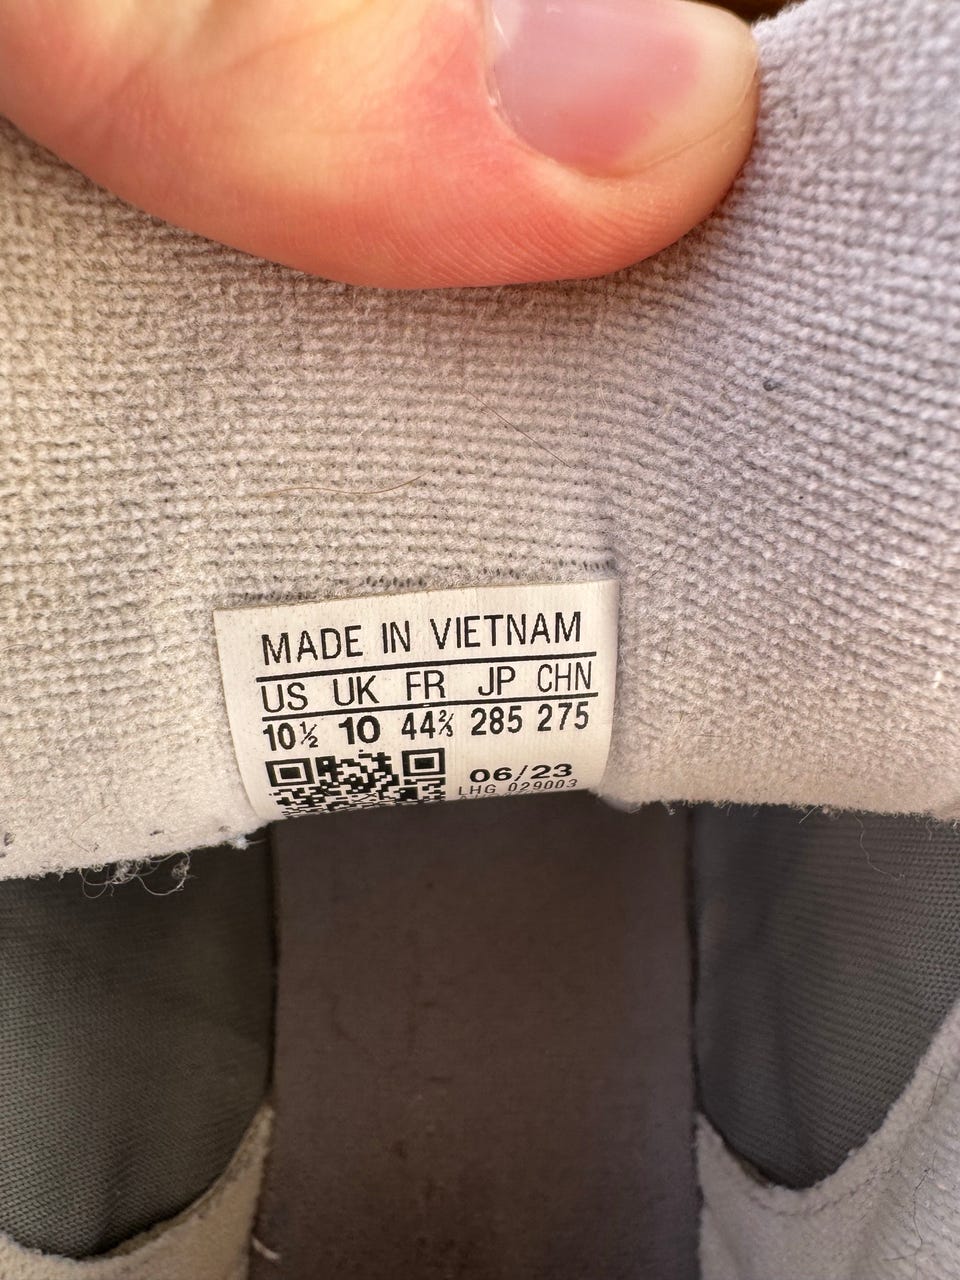 MADE IN VIETNAM
US UK FR JP CHN
10½ 10 44⅔ 285 275
06/23
LHG 029003